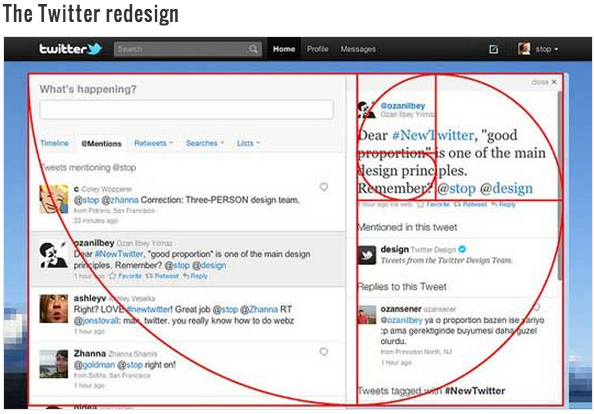 The Twitter redesign
twitter
Search
Home Profile Messages
stop
What's happening?
Timeline @Mentions Retweets Searches Lists
Tweets mentioning @stop
c Coley Wopperer
@stop @zhanna Correction: Three-PERSON design team.
from Potrero, San Francisco
33 minutes ago
ozanilbey Ozan Ilbey Yılmaz
Dear #NewTwitter, "good proportion" is one of the main design
principles. Remember? @stop @design
1 hour ago Favorite Retweet Reply
ashleyv Ashley Veselka
Right? LOVE #newtwitter! Great job @stop @Zhanna RT
@jonstovall: man, twitter. you really know how to do webz
1 hour ago
Zhanna Zhanna Shamis
@goldman @stop right on!
from SoMa, San Francisco
1 hour ago
close X
@ozanilbey
Ozan Ilbey Yılmaz
Dear #NewTwitter, "good
proportion" is one of the main
design principles.
Remember? @stop @design
1 hour ago via web Favorite Retweet Reply
Mentioned in this tweet
design Twitter Design
Tweets from the Twitter Design Team.
Replies to this Tweet
ozansener ozansener
@ozanilbey ya o proportion bazen ise yariyo
:p ama gerektiginde buyumesi daha guzel
olurdu.
from Princeton North, NJ
1 hour ago
Tweets tagged with #NewTwitter